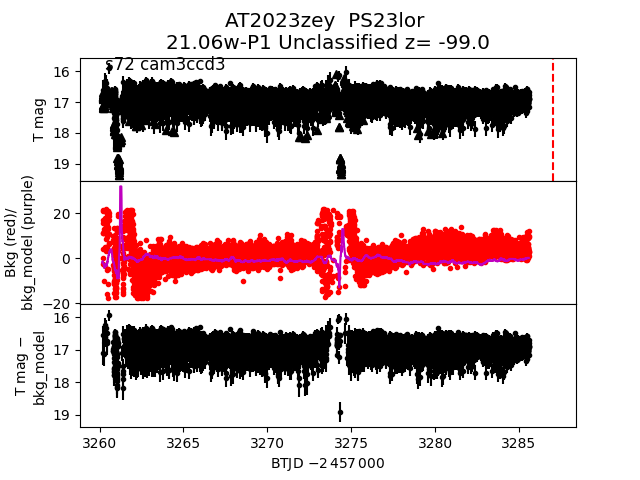 AT2023zey PS23lor
21.06w-P1 Unclassified z= -99.0
s72 cam3ccd3
16
17
18
19
T mag
20
0
−20
Bkg (red)/
bkg_model (purple)
16
17
18
19
T mag −
bkg_model
3260 3265 3270 3275 3280 3285
BTJD −2 457 000